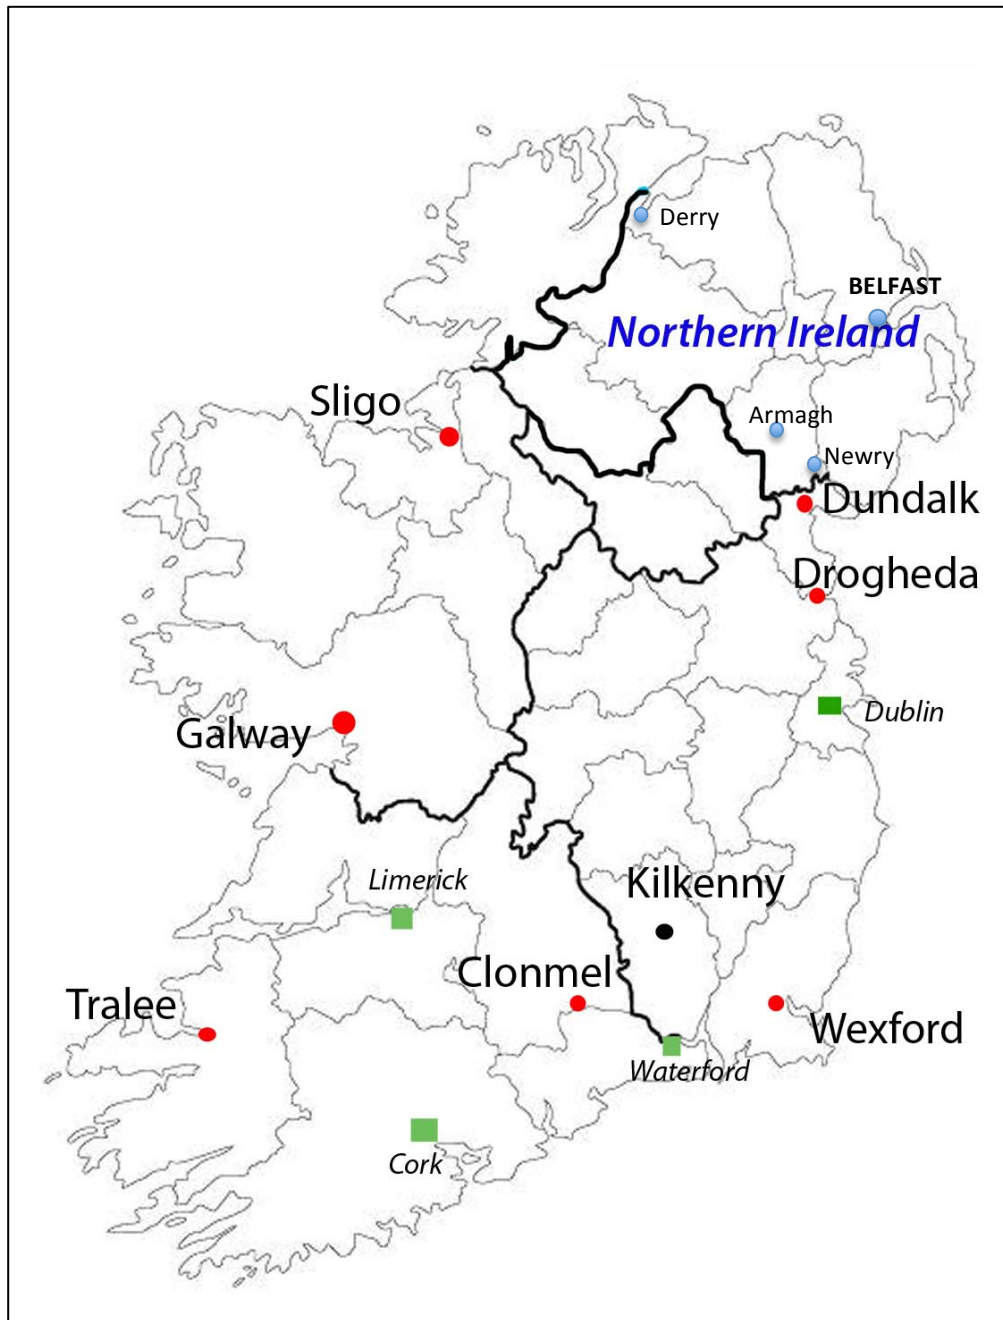 Derry
BELFAST
Northern Ireland
Sligo
Armagh
Newry
Dundalk
Drogheda
Dublin
Galway
Limerick
Kilkenny
Clonmel
Tralee
Wexford
Waterford
Cork